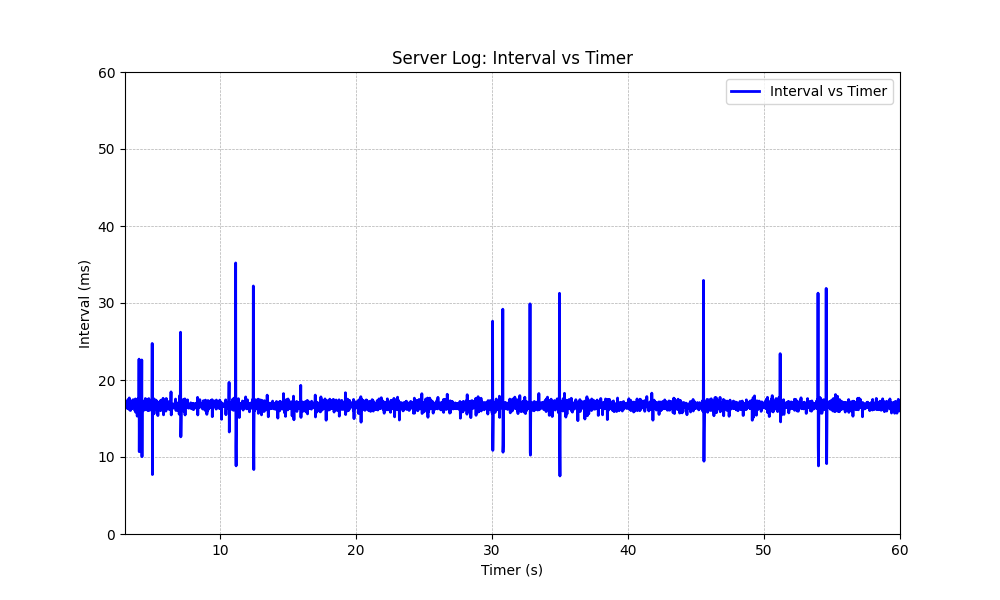 Server Log: Interval vs Timer
Interval vs Timer
Interval (ms)
60
50
40
30
20
10
0
10 20 30 40 50 60
Timer (s)